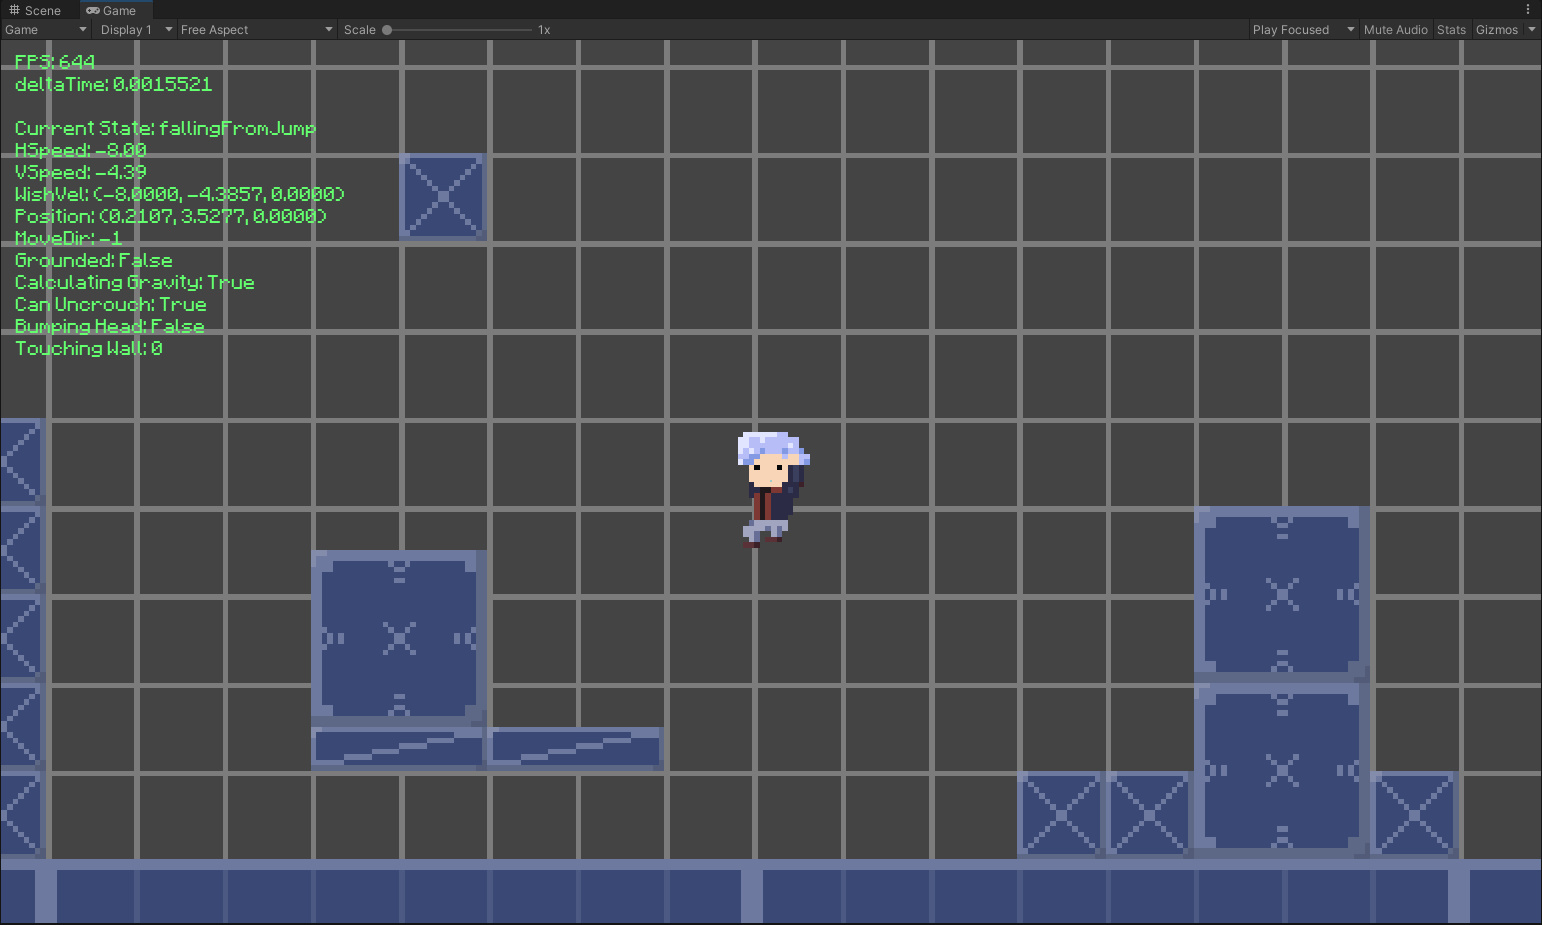 Scene Game
Game Display 1 Free Aspect Scale 1x Play Focused Mute Audio Stats Gizmos
FPS: 644
deltaTime: 0.0015521
Current State: fallingFromJump
HSpeed: -8.00
VSpeed: -4.39
WishVel: (-8.0000, -4.3857, 0.0000)
Position: (0.2107, 3.5277, 0.0000)
MoveDir: -1
Grounded: False
Calculating Gravity: True
Can Uncrouch: True
Bumping Head: False
Touching Wall: 0